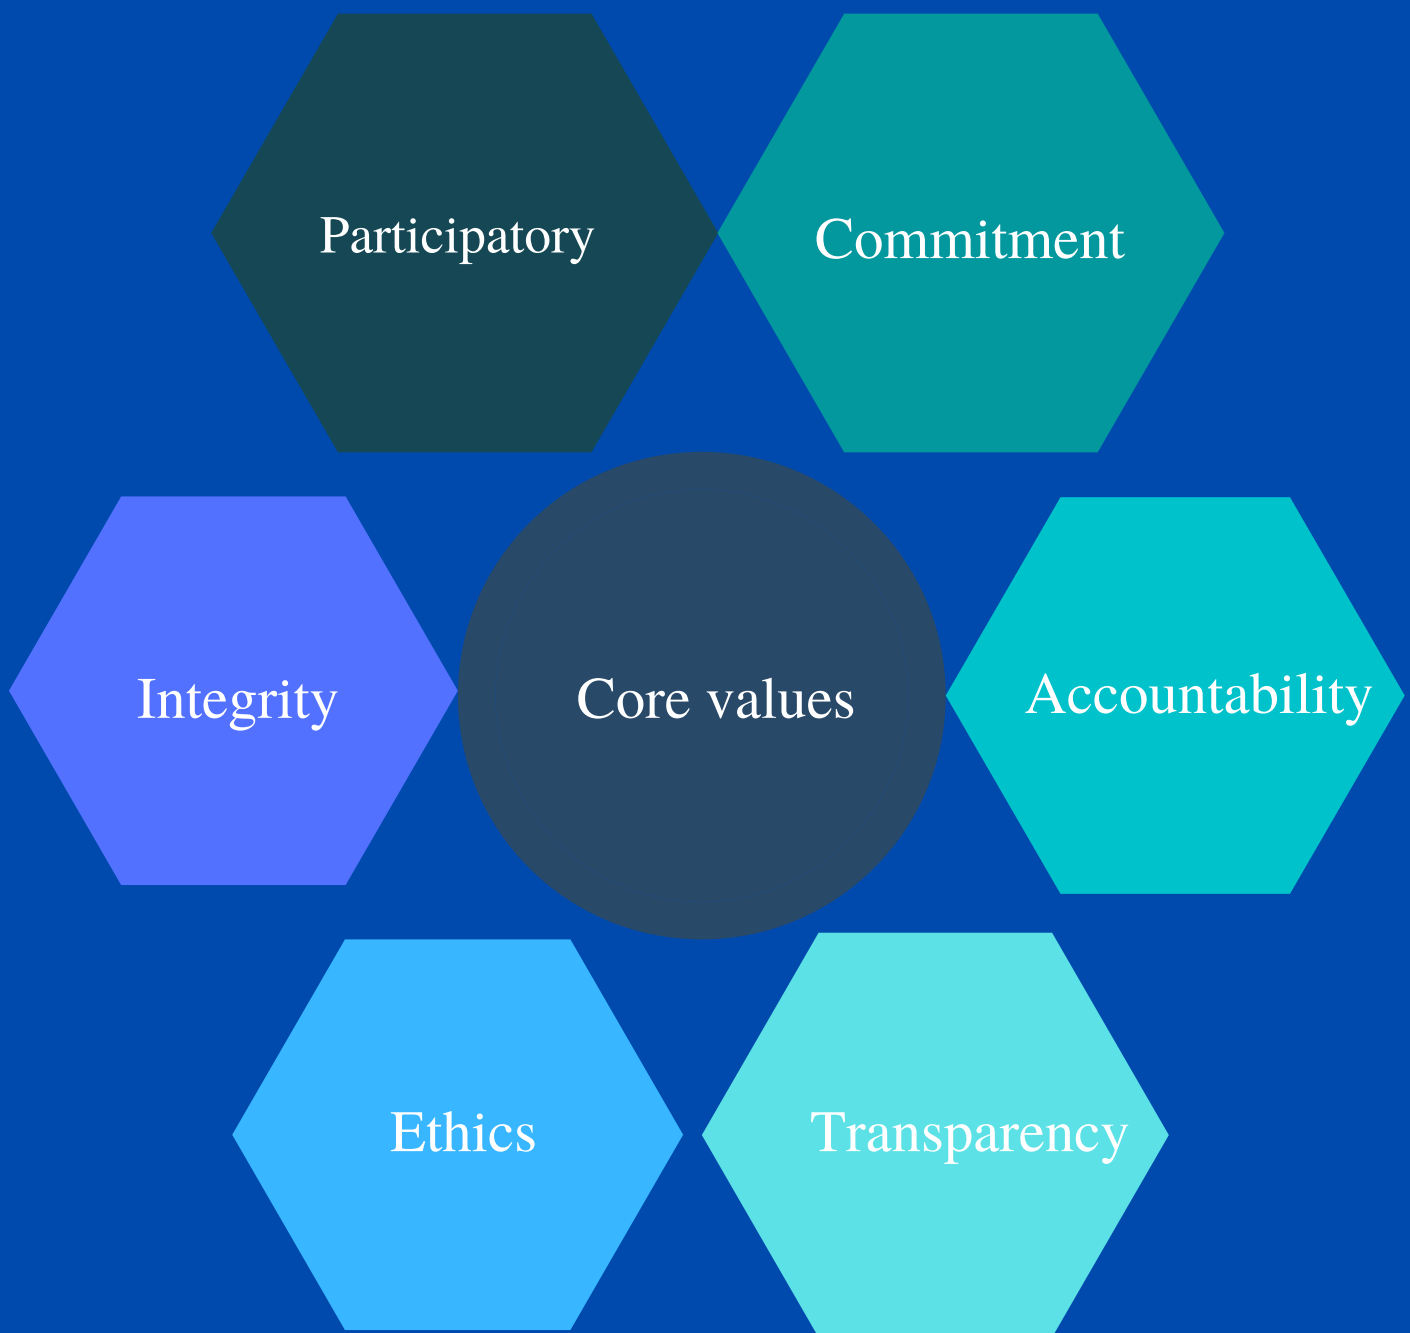 Participatory
Commitment
Integrity
Core values
Accountability
Ethics
Transparency